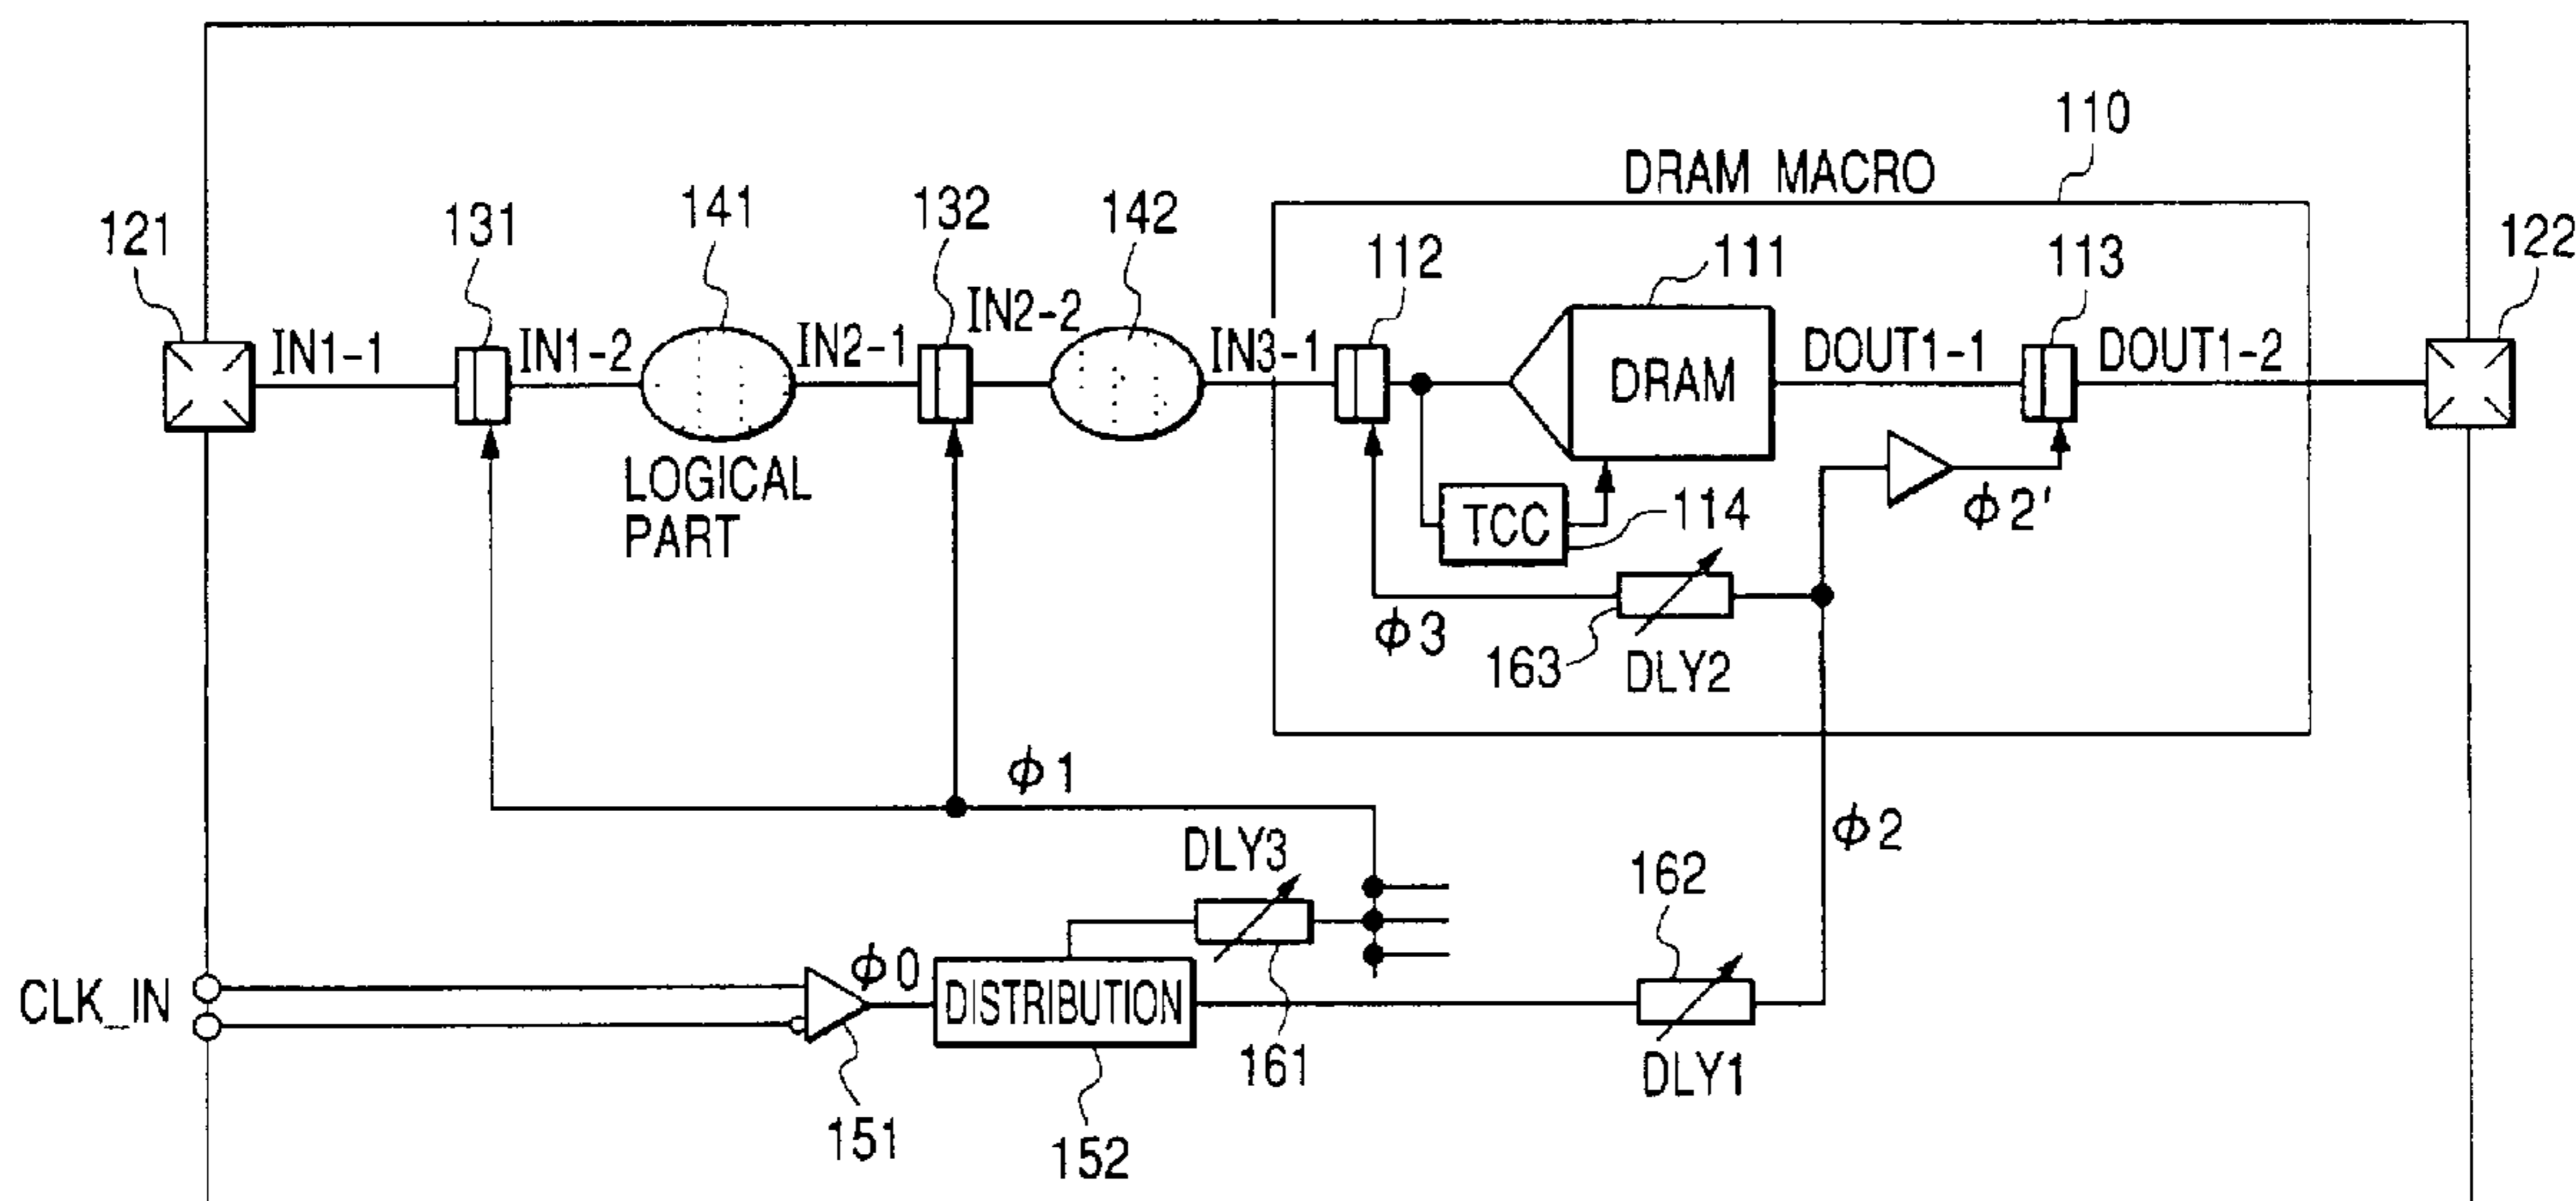 110
DRAM MACRO
121
131
141
132
142
112
111
113
122
IN1-1
IN1-2
IN2-1
IN2-2
IN3-1
DRAM
DOUT1-1
DOUT1-2
LOGICAL
PART
TCC
114
ϕ2'
ϕ3
163
DLY2
ϕ1
ϕ2
DLY3
162
CLK_IN
ϕ0
DISTRIBUTION
161
DLY1
151
152